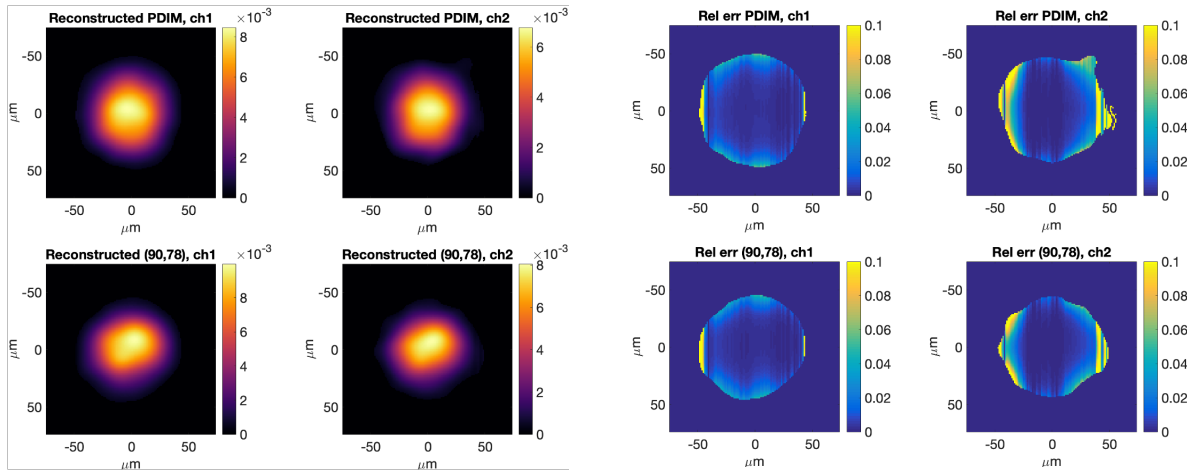 Reconstructed PDIM, ch1
×10⁻³
-50
0
50
μm
-50 0 50
μm
8
6
4
2
0
Reconstructed PDIM, ch2
×10⁻³
-50
0
50
μm
-50 0 50
μm
6
4
2
0
Rel err PDIM, ch1
-50
0
50
μm
-50 0 50
μm
0.1
0.08
0.06
0.04
0.02
0
Rel err PDIM, ch2
-50
0
50
μm
-50 0 50
μm
0.1
0.08
0.06
0.04
0.02
0
Reconstructed (90,78), ch1
×10⁻³
-50
0
50
μm
-50 0 50
μm
8
6
4
2
0
Reconstructed (90,78), ch2
×10⁻³
-50
0
50
μm
-50 0 50
μm
8
6
4
2
0
Rel err (90,78), ch1
-50
0
50
μm
-50 0 50
μm
0.1
0.08
0.06
0.04
0.02
0
Rel err (90,78), ch2
-50
0
50
μm
-50 0 50
μm
0.1
0.08
0.06
0.04
0.02
0